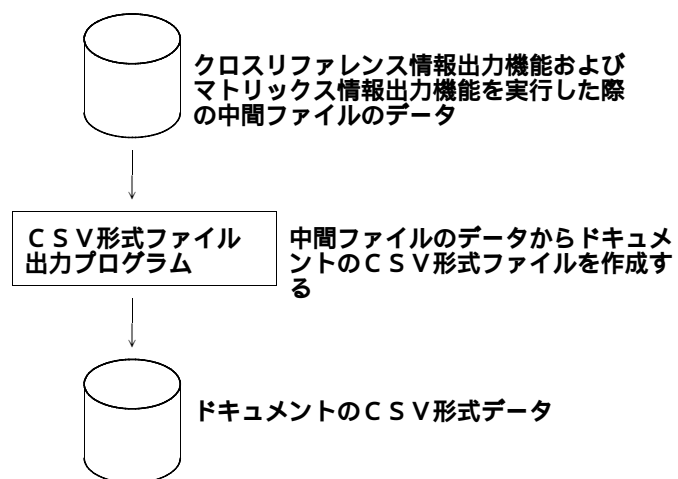 クロスリファレンス情報出力機能および
マトリックス情報出力機能を実行した際
の中間ファイルのデータ
ＣＳＶ形式ファイル
出力プログラム
中間ファイルのデータからドキュメ
ントのＣＳＶ形式ファイルを作成す
る
ドキュメントのＣＳＶ形式データ